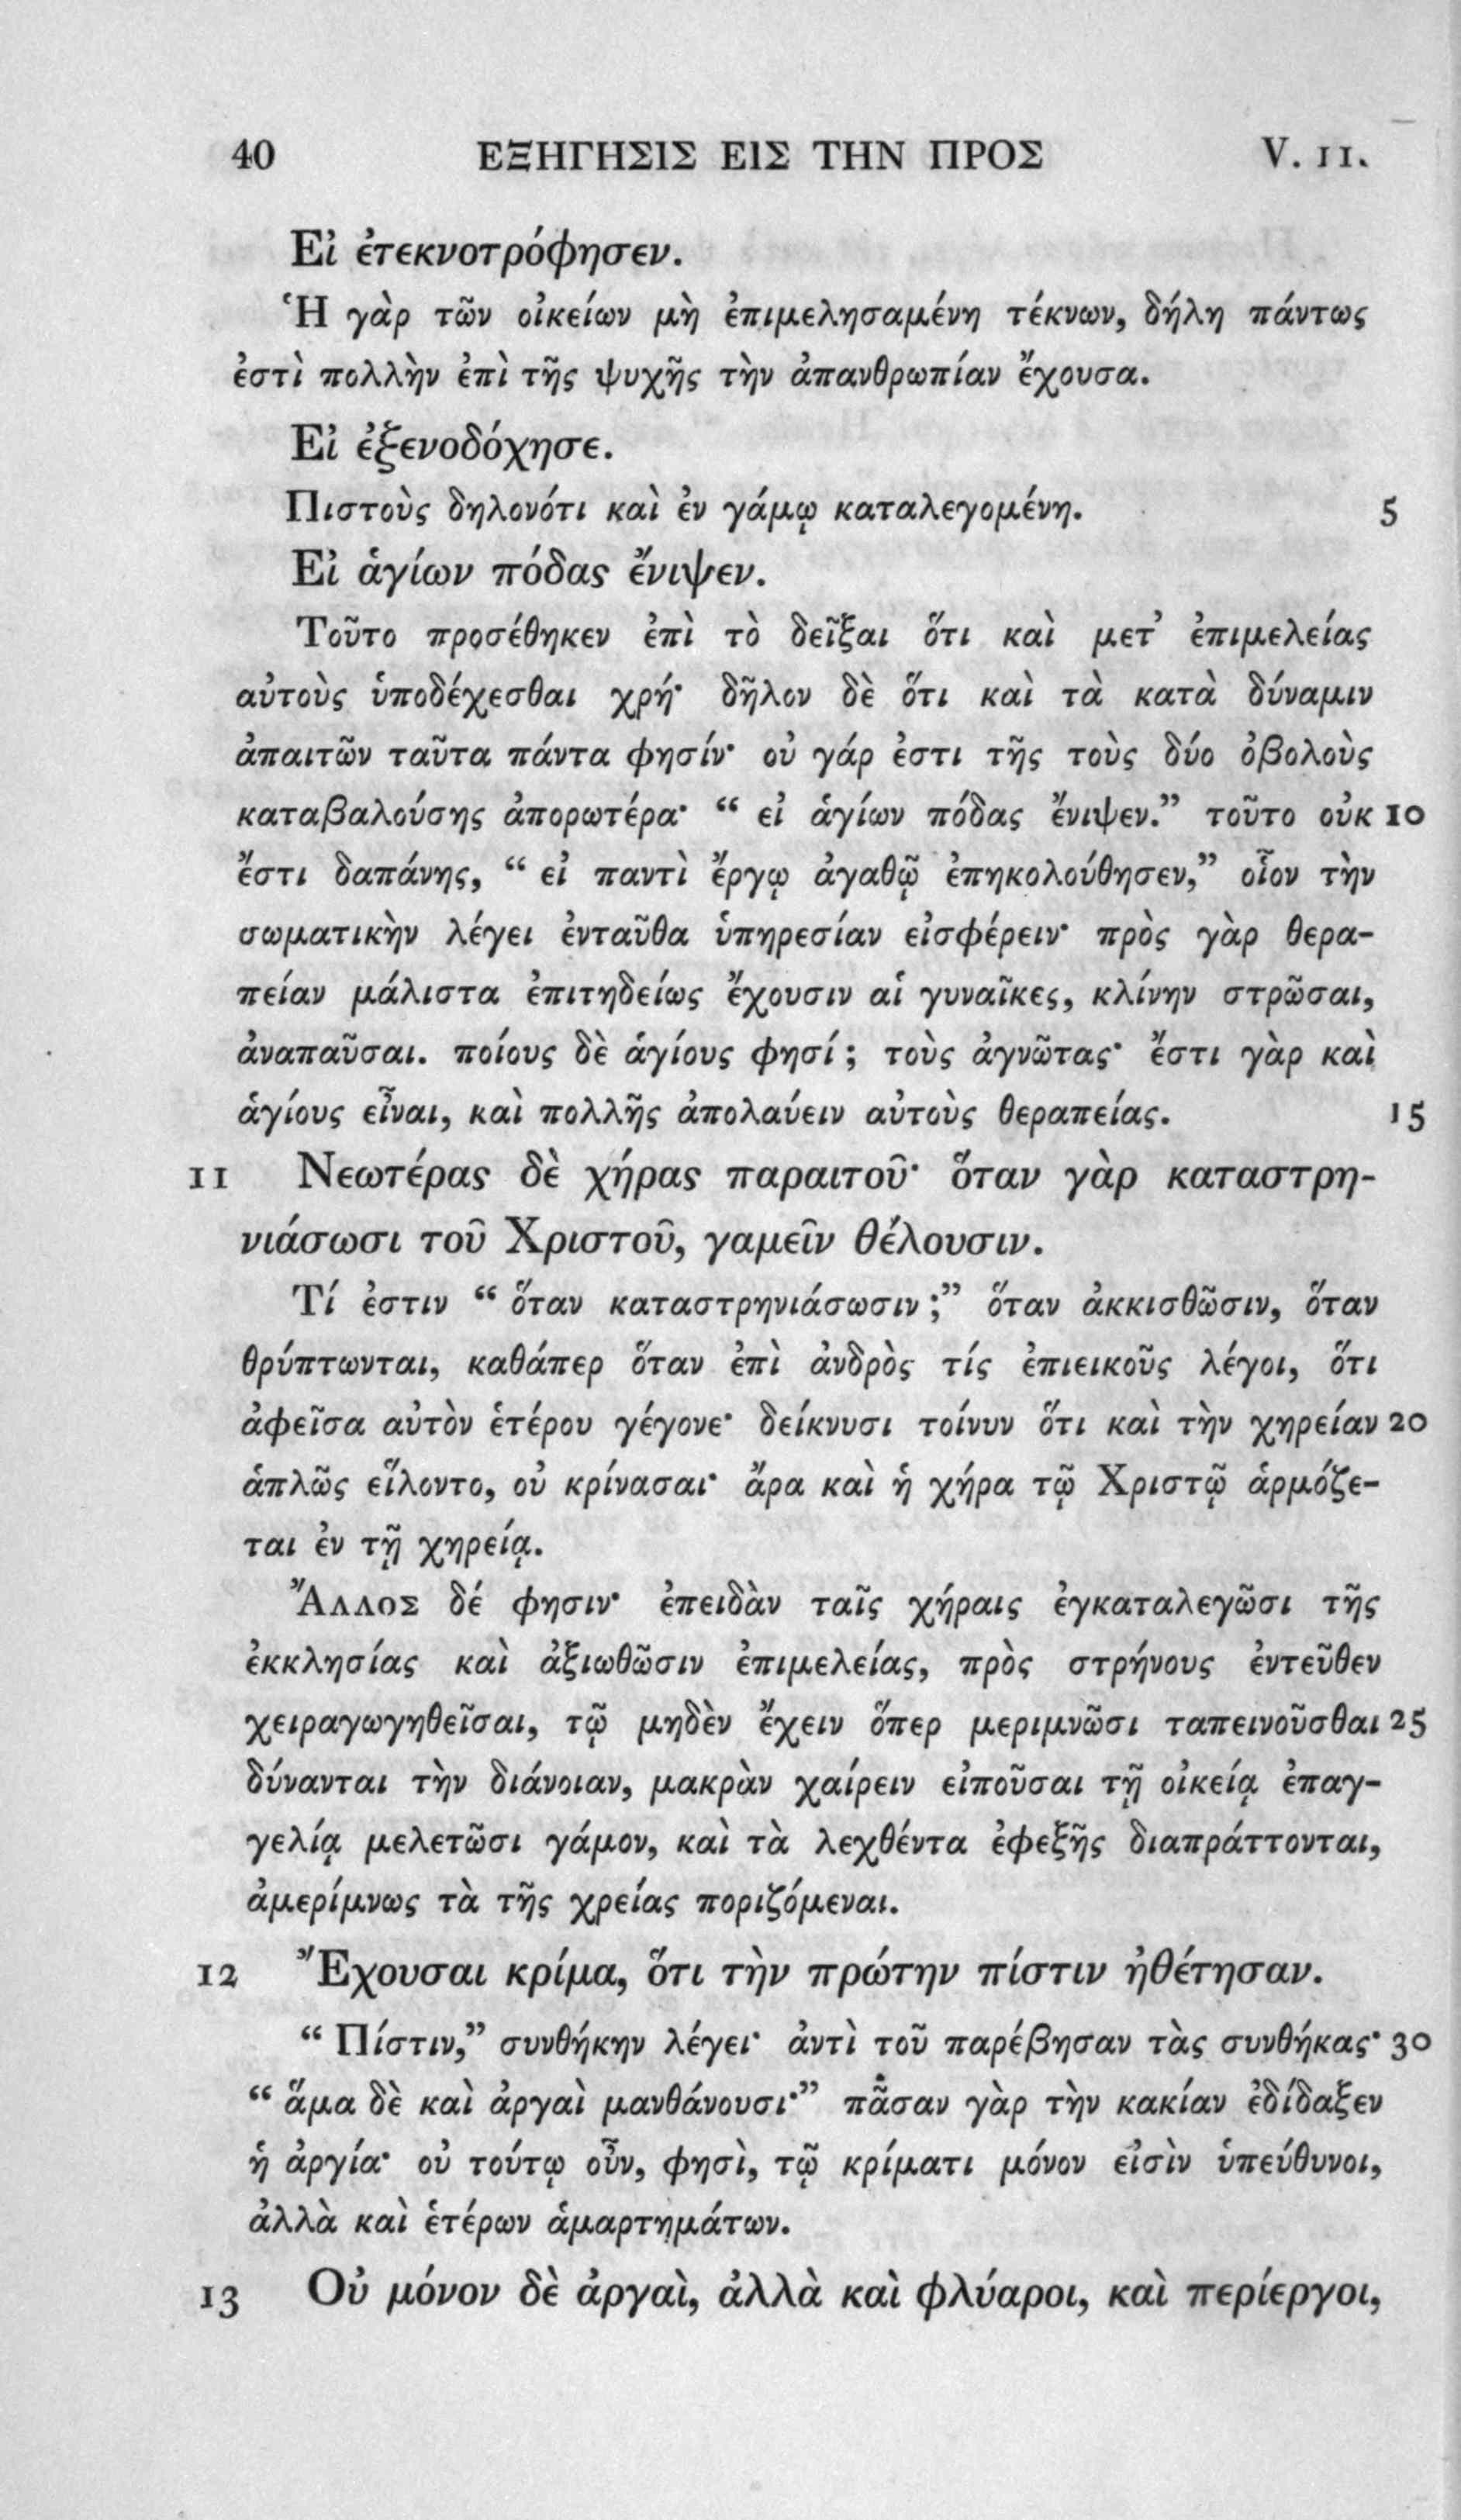 40 ΕΞΗΓΗΣΙΣ ΕΙΣ ΤΗΝ ΠΡΟΣ V. 11.
Εἰ ἐτεκνοτρόφησεν.
Ἡ γὰρ τῶν οἰκείων μὴ ἐπιμελησαμένη τέκνων, δήλη πάντως
ἐστὶ πολλὴν ἐπὶ τῆς ψυχῆς τὴν ἀπανθρωπίαν ἔχουσα.
Εἰ ἐξενοδόχησε.
Πιστοὺς δηλονότι καὶ ἐν γάμῳ καταλεγομένη. 5
Εἰ ἁγίων πόδας ἔνιψεν.
Τοῦτο προσέθηκεν ἐπὶ τὸ δεῖξαι ὅτι καὶ μετ᾽ ἐπιμελείας
αὐτοὺς ὑποδέχεσθαι χρή· δῆλον δὲ ὅτι καὶ τὰ κατὰ δύναμιν
ἀπαιτῶν ταῦτα πάντα φησίν· οὐ γάρ ἐστι τῆς τοὺς δύο ὀβολοὺς
καταβαλούσης ἀπορωτέρα· “ εἰ ἁγίων πόδας ἔνιψεν.” τοῦτο οὐκ 10
ἔστι δαπάνης, “ εἰ παντὶ ἔργῳ ἀγαθῷ ἐπηκολούθησεν,” οἷον τὴν
σωματικὴν λέγει ἐνταῦθα ὑπηρεσίαν εἰσφέρειν· πρὸς γὰρ θερα-
πείαν μάλιστα ἐπιτηδείως ἔχουσιν αἱ γυναῖκες, κλίνην στρῶσαι,
ἀναπαῦσαι. ποίους δὲ ἁγίους φησί ; τοὺς ἀγνῶτας· ἔστι γὰρ καὶ
ἁγίους εἶναι, καὶ πολλῆς ἀπολαύειν αὐτοὺς θεραπείας. 15
11 Νεωτέρας δὲ χήρας παραιτοῦ· ὅταν γὰρ καταστρη-
νιάσωσι τοῦ Χριστοῦ, γαμεῖν θέλουσιν.
Τί ἐστιν “ ὅταν καταστρηνιάσωσιν ;” ὅταν ἀκκισθῶσιν, ὅταν
θρύπτωνται, καθάπερ ὅταν ἐπὶ ἀνδρὸς τίς ἐπιεικοῦς λέγοι, ὅτι
ἀφεῖσα αὐτὸν ἑτέρου γέγονε· δείκνυσι τοίνυν ὅτι καὶ τὴν χηρείαν 20
ἁπλῶς εἵλοντο, οὐ κρίνασαι· ἄρα καὶ ἡ χήρα τῷ Χριστῷ ἁρμόζε-
ται ἐν τῇ χηρείᾳ.
Ἄλλος δέ φησιν· ἐπειδὰν ταῖς χήραις ἐγκαταλεγῶσι τῆς
ἐκκλησίας καὶ ἀξιωθῶσιν ἐπιμελείας, πρὸς στρήνους ἐντεῦθεν
χειραγωγηθεῖσαι, τῷ μηδὲν ἔχειν ὅπερ μεριμνῶσι ταπεινοῦσθαι 25
δύνανται τὴν διάνοιαν, μακρὰν χαίρειν εἰποῦσαι τῇ οἰκείᾳ ἐπαγ-
γελίᾳ μελετῶσι γάμον, καὶ τὰ λεχθέντα ἐφεξῆς διαπράττονται,
ἀμερίμνως τὰ τῆς χρείας ποριζόμεναι.
12 Ἔχουσαι κρίμα, ὅτι τὴν πρώτην πίστιν ἠθέτησαν.
“ Πίστιν,” συνθήκην λέγει· ἀντὶ τοῦ παρέβησαν τὰς συνθήκας· 30
“ ἅμα δὲ καὶ ἀργαὶ μανθάνουσι·” πᾶσαν γὰρ τὴν κακίαν ἐδίδαξεν
ἡ ἀργία· οὐ τούτῳ οὖν, φησὶ, τῷ κρίματι μόνον εἰσὶν ὑπεύθυνοι,
ἀλλὰ καὶ ἑτέρων ἁμαρτημάτων.
13 Οὐ μόνον δὲ ἀργαὶ, ἀλλὰ καὶ φλύαροι, καὶ περίεργοι,